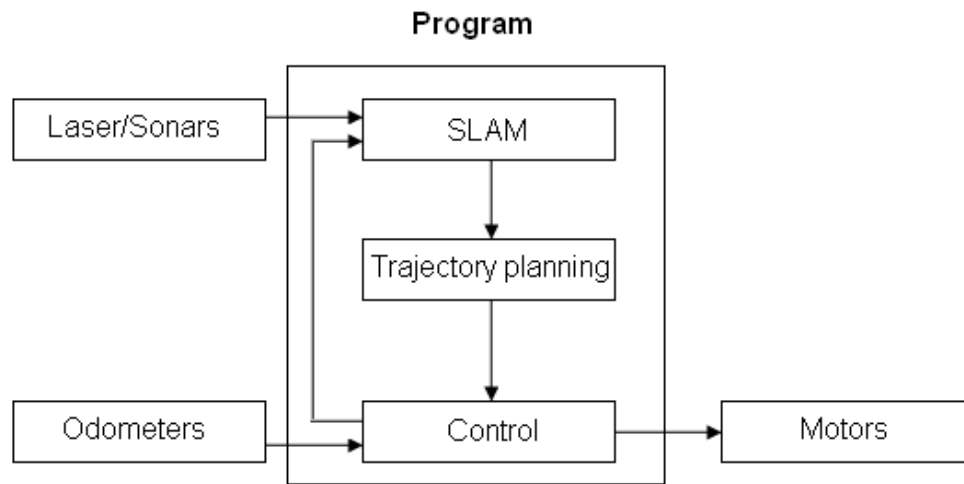 Program
Laser/Sonars
SLAM
Trajectory planning
Odometers
Control
Motors